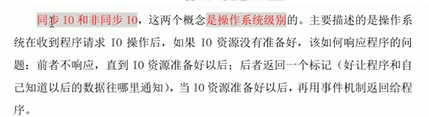 同步 IO 和非同步 IO，这两个概念是操作系统级别的。主要描述的是操作系
统在收到程序请求 IO 操作后，如果 IO 资源没有准备好，该如何响应程序的问
题：前者不响应，直到 IO 资源准备好以后；后者返回一个标记（好让程序和自
己知道以后的数据往哪里通知），当 IO 资源准备好以后，再用事件机制返回给程
序。